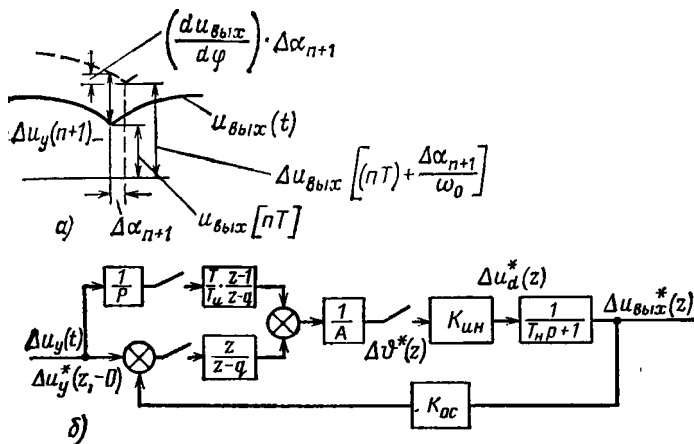 (du_вых / dφ) · Δα_{n+1}
Δu_y(n+1)
u_вых(t)
Δu_вых [(nT) + Δα_{n+1} / ω_0]
u_вых[nT]
Δα_{n+1}
а)
1/P
T/T_u · z-1/z-q
Δu_y(t)
Δu_y^*(z,-0)
z/z-q
1/A
Δϑ^*(z)
K_ин
Δu_d^*(z)
1/T_н p+1
Δu_вых^*(z)
K_ос
б)